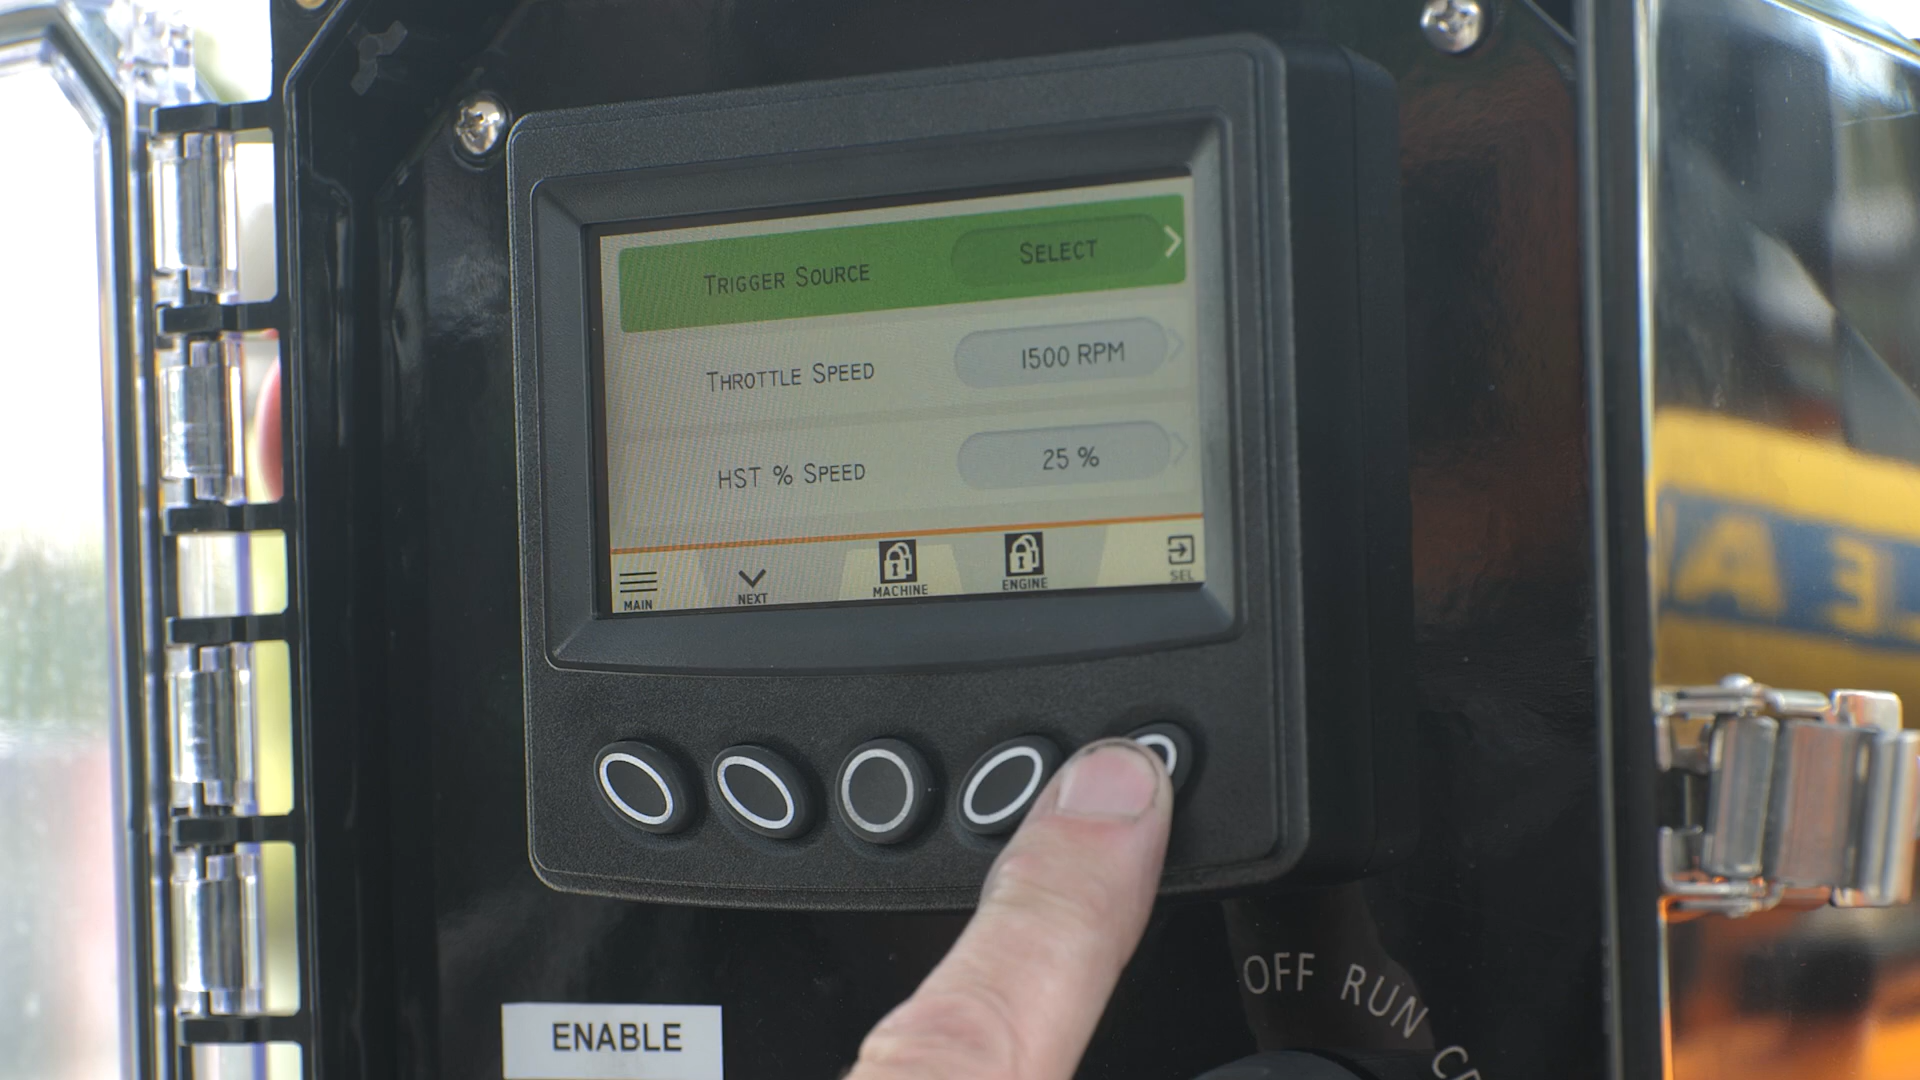 TRIGGER SOURCE SELECT
THROTTLE SPEED 1500 RPM
HST % SPEED 25 %
MAIN NEXT MACHINE ENGINE SEL
OFF RUN
ENABLE